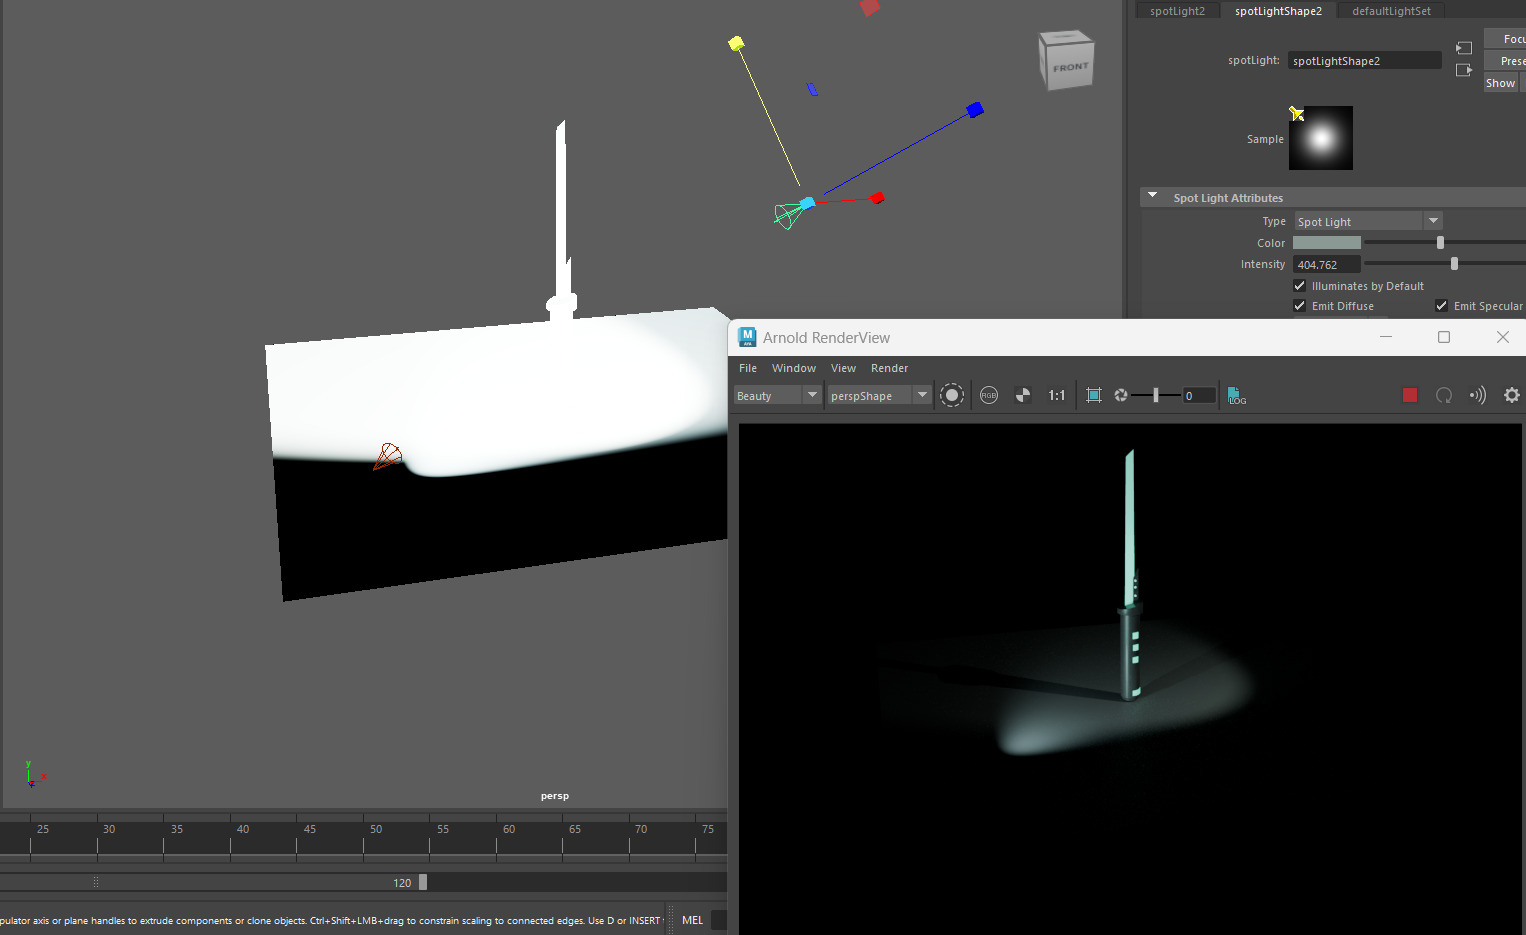 spotLight2 spotLightShape2 defaultLightSet
FRONT
spotLight: spotLightShape2
Focu
Prese
Show
Sample
Spot Light Attributes
Type Spot Light
Color
Intensity 404.762
Illuminates by Default
Emit Diffuse Emit Specular
Arnold RenderView
File Window View Render
Beauty perspShape RGB 1:1 0 LOG
y
x
persp
25 30 35 40 45 50 55 60 65 70 75
120
pulator axis or plane handles to extrude components or clone objects. Ctrl+Shift+LMB+drag to constrain scaling to connected edges. Use D or INSERT MEL